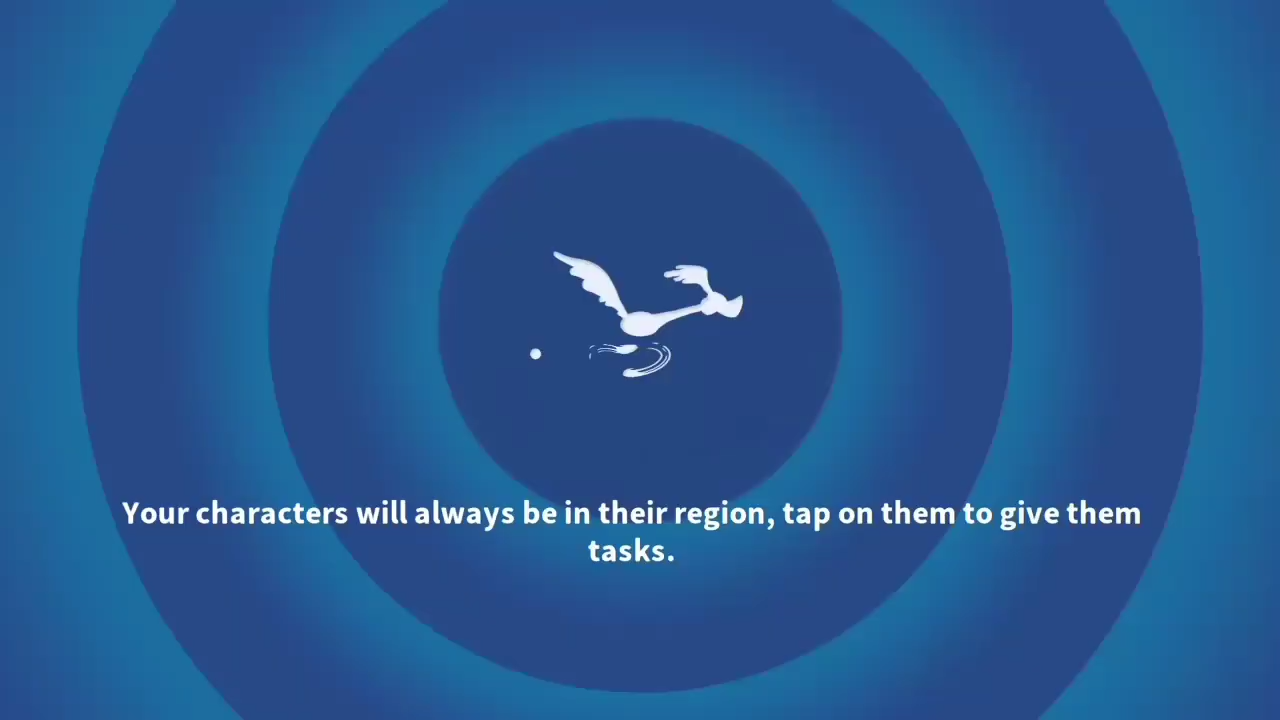 Your characters will always be in their region, tap on them to give them
tasks.